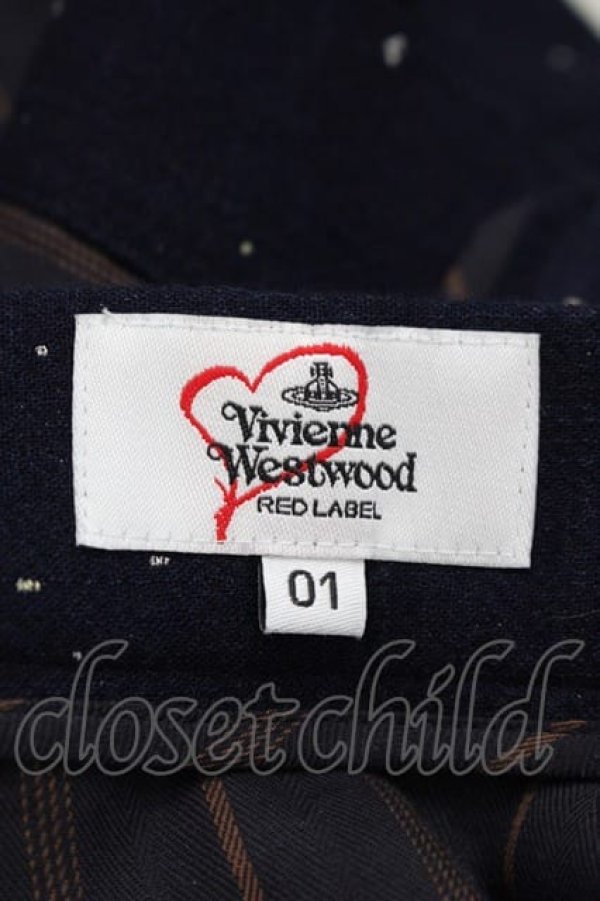 Vivienne
Westwood
RED LABEL
01
closetchild